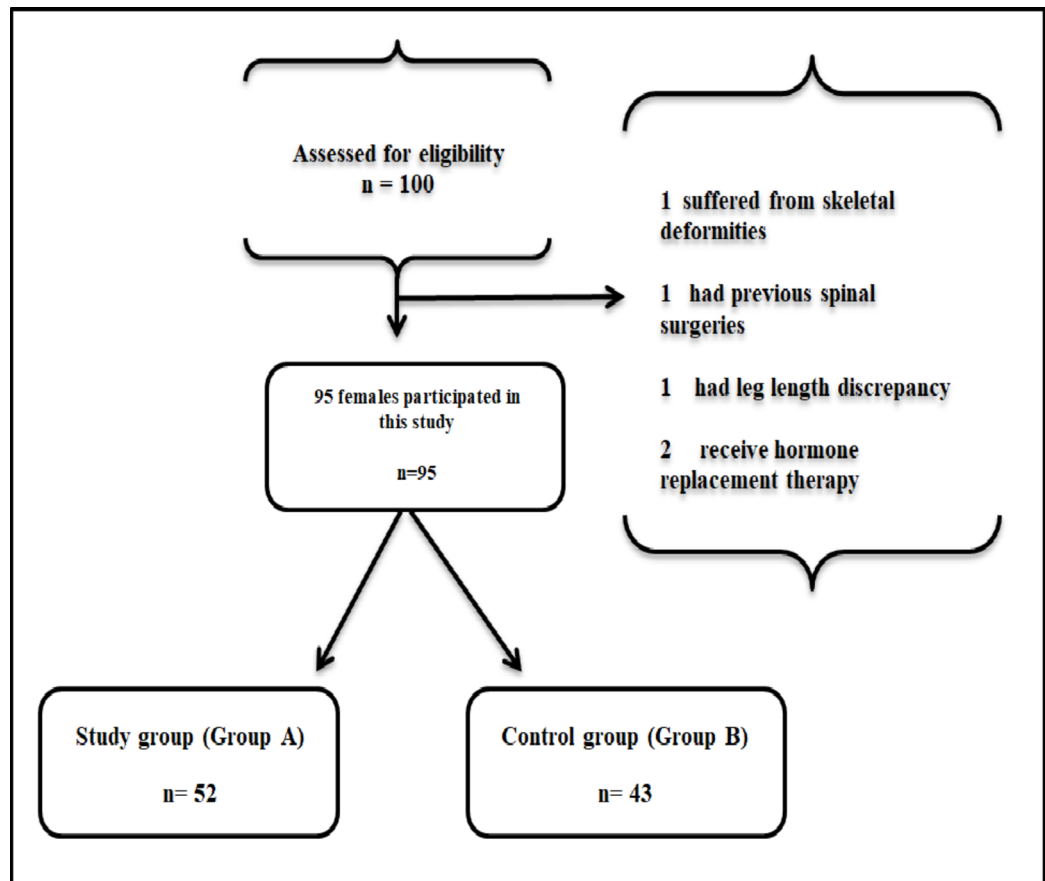 Assessed for eligibility
n = 100
1 suffered from skeletal
deformities
1 had previous spinal
surgeries
1 had leg length discrepancy
2 receive hormone
replacement therapy
95 females participated in
this study
n=95
Study group (Group A)
n= 52
Control group (Group B)
n= 43